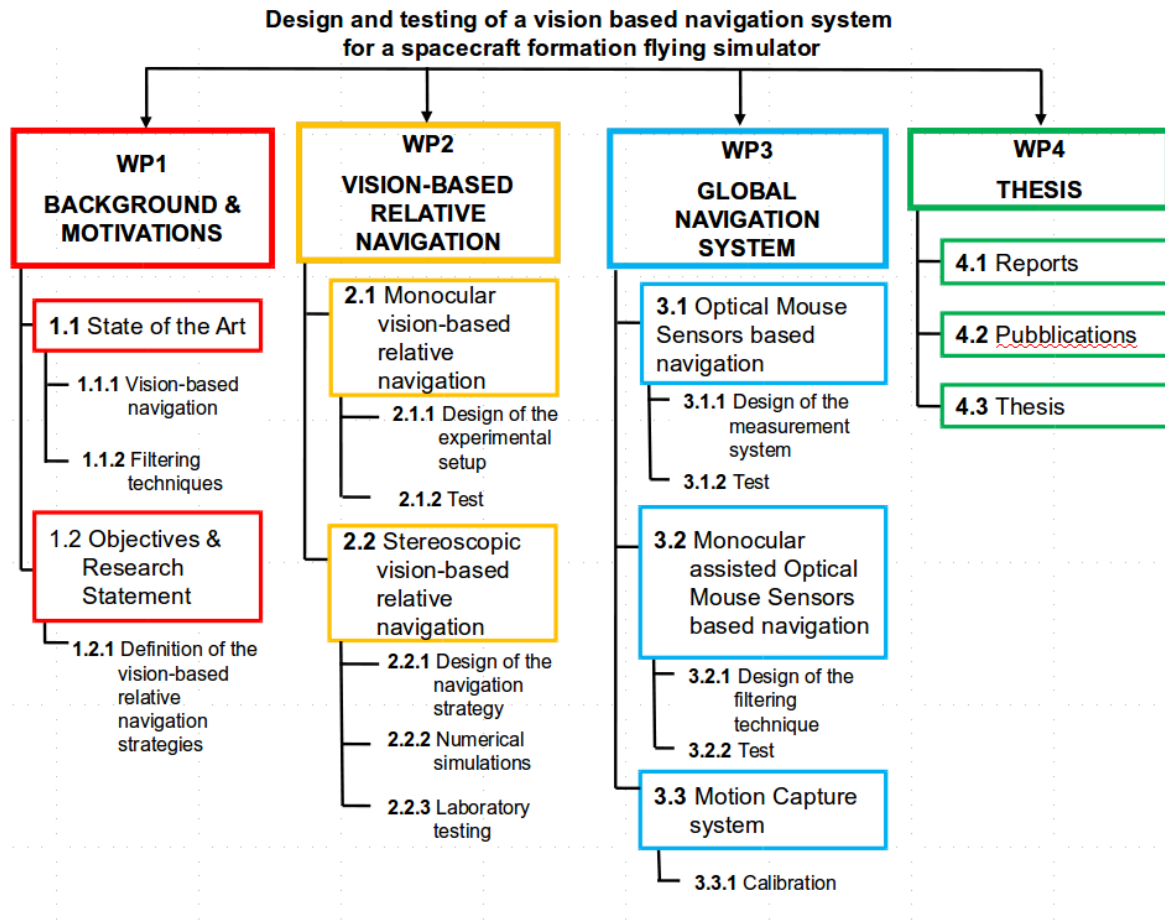 Design and testing of a vision based navigation system
for a spacecraft formation flying simulator
WP1
BACKGROUND &
MOTIVATIONS
1.1 State of the Art
1.1.1 Vision-based
navigation
1.1.2 Filtering
techniques
1.2 Objectives &
Research
Statement
1.2.1 Definition of the
vision-based
relative
navigation
strategies
WP2
VISION-BASED
RELATIVE
NAVIGATION
2.1 Monocular
vision-based
relative
navigation
2.1.1 Design of the
experimental
setup
2.1.2 Test
2.2 Stereoscopic
vision-based
relative
navigation
2.2.1 Design of the
navigation
strategy
2.2.2 Numerical
simulations
2.2.3 Laboratory
testing
WP3
GLOBAL
NAVIGATION
SYSTEM
3.1 Optical Mouse
Sensors based
navigation
3.1.1 Design of the
measurement
system
3.1.2 Test
3.2 Monocular
assisted Optical
Mouse Sensors
based navigation
3.2.1 Design of the
filtering
technique
3.2.2 Test
3.3 Motion Capture
system
3.3.1 Calibration
WP4
THESIS
4.1 Reports
4.2 Pubblications
4.3 Thesis